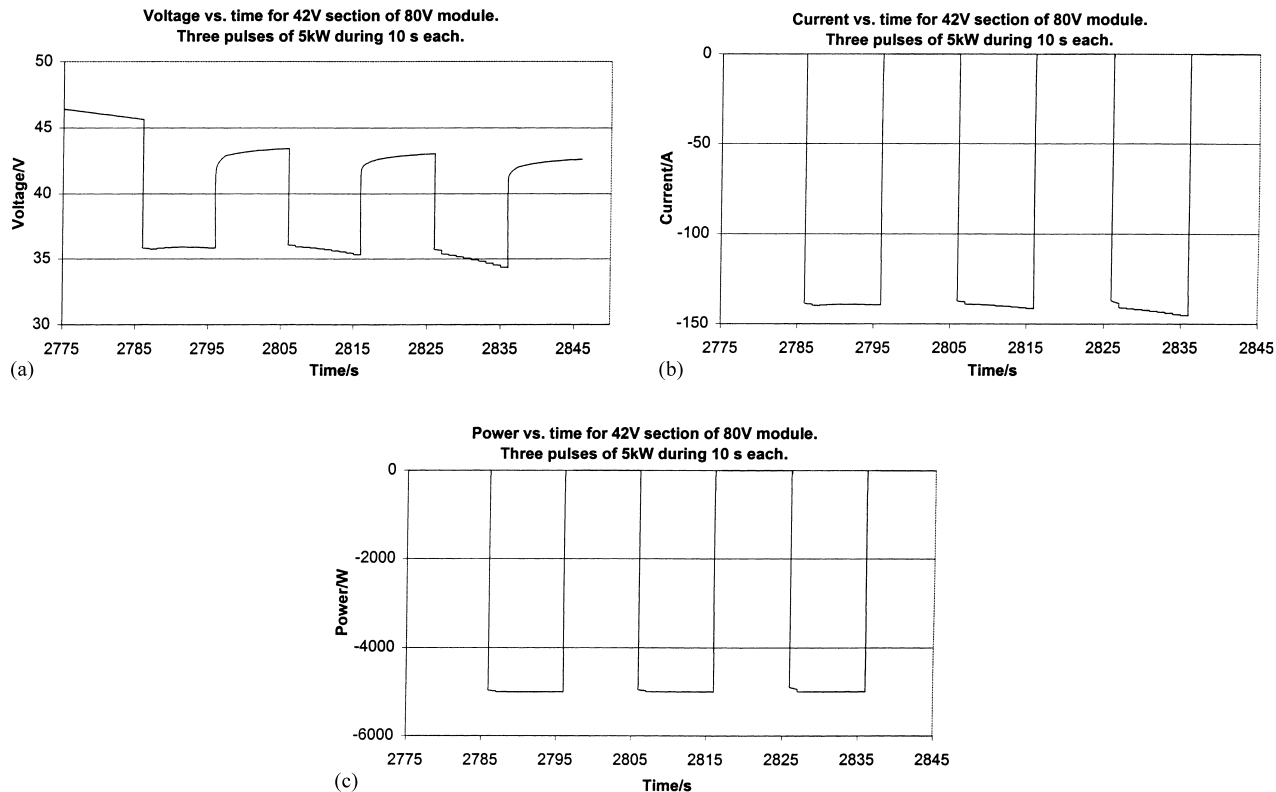 Voltage vs. time for 42V section of 80V module.
Three pulses of 5kW during 10 s each.
50
45
40
35
30
Voltage/V
2775 2785 2795 2805 2815 2825 2835 2845
Time/s
(a)
Current vs. time for 42V section of 80V module.
Three pulses of 5kW during 10 s each.
0
-50
-100
-150
Current/A
2775 2785 2795 2805 2815 2825 2835 2845
Time/s
(b)
Power vs. time for 42V section of 80V module.
Three pulses of 5kW during 10 s each.
0
-2000
-4000
-6000
Power/W
2775 2785 2795 2805 2815 2825 2835 2845
Time/s
(c)